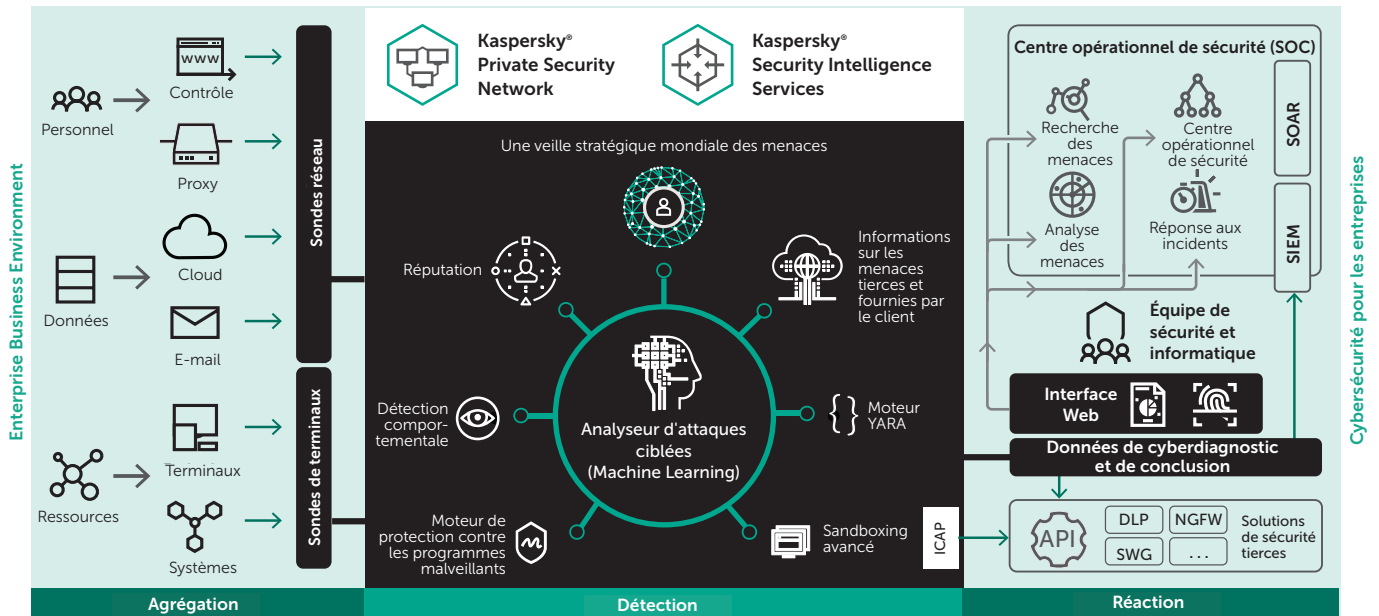 Enterprise Business Environment
Personnel
Données
Ressources
www
Contrôle
Proxy
Cloud
E-mail
Terminaux
Systèmes
Sondes réseau
Sondes de terminaux
Agrégation
Kaspersky®
Private Security
Network
Kaspersky®
Security Intelligence
Services
Une veille stratégique mondiale des menaces
Réputation
Informations
sur les
menaces
tierces et
fournies par
le client
Détection
compor-
tementale
Analyseur d'attaques
ciblées
(Machine Learning)
{ }
Moteur
YARA
Moteur de
protection contre
les programmes
malveillants
Sandboxing
avancé
ICAP
Détection
Centre opérationnel de sécurité (SOC)
Recherche
des
menaces
Centre
opérationnel
de sécurité
SOAR
Analyse
des
menaces
Réponse aux
incidents
SIEM
Équipe de
sécurité et
informatique
Interface
Web
Données de cyberdiagnostic
et de conclusion
API
DLP
NGFW
SWG
...
Solutions
de sécurité
tierces
Réaction
Cybersécurité pour les entreprises